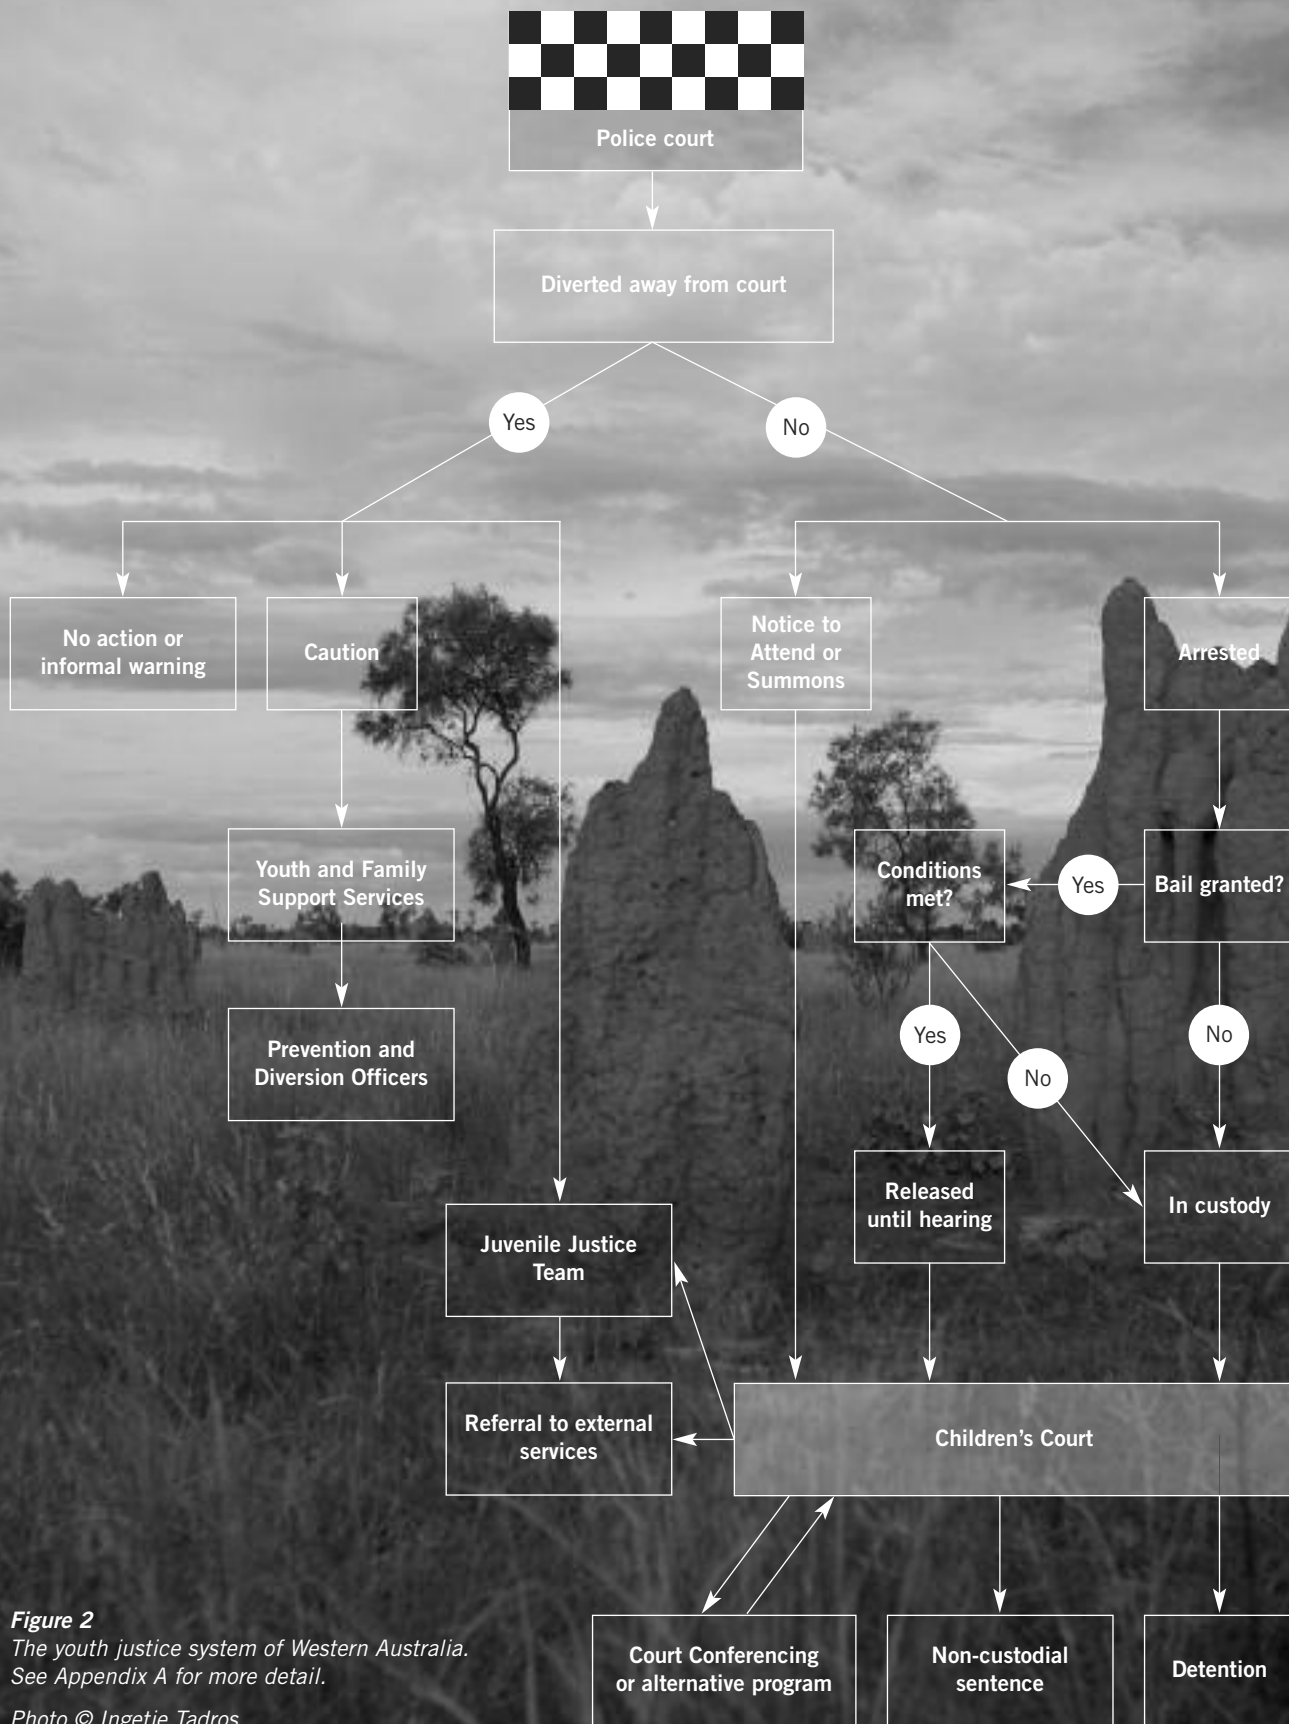 Police court
Diverted away from court
Yes
No
No action or
informal warning
Caution
Notice to
Attend or
Summons
Arrested
Youth and Family
Support Services
Conditions
met?
Yes
Bail granted?
Prevention and
Diversion Officers
Yes
No
No
Released
until hearing
In custody
Juvenile Justice
Team
Referral to external
services
Children's Court
Court Conferencing
or alternative program
Non-custodial
sentence
Detention
Figure 2
The youth justice system of Western Australia.
See Appendix A for more detail.
Photo © Ingetje Tadros